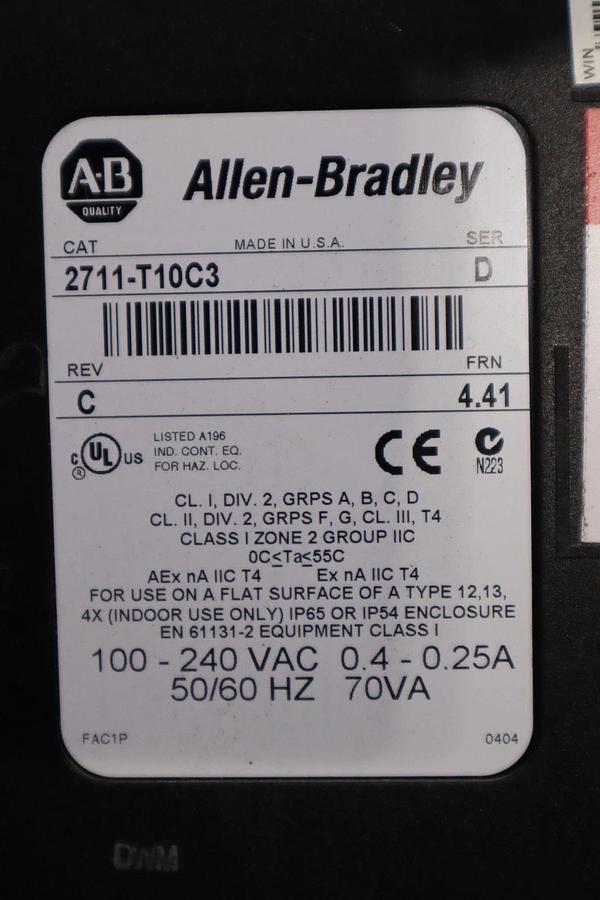 WIN
A·B
QUALITY
Allen-Bradley
CAT MADE IN U.S.A. SER
2711-T10C3 D
REV FRN
C 4.41
C UL US
®
LISTED A196
IND. CONT. EQ.
FOR HAZ. LOC.
CE
N223
CL. I, DIV. 2, GRPS A, B, C, D
CL. II, DIV. 2, GRPS F, G, CL. III, T4
CLASS I ZONE 2 GROUP IIC
0C≤Ta≤55C
AEx nA IIC T4 Ex nA IIC T4
FOR USE ON A FLAT SURFACE OF A TYPE 12,13,
4X (INDOOR USE ONLY) IP65 OR IP54 ENCLOSURE
EN 61131-2 EQUIPMENT CLASS I
100 - 240 VAC 0.4 - 0.25A
50/60 HZ 70VA
FAC1P 0404
DWM